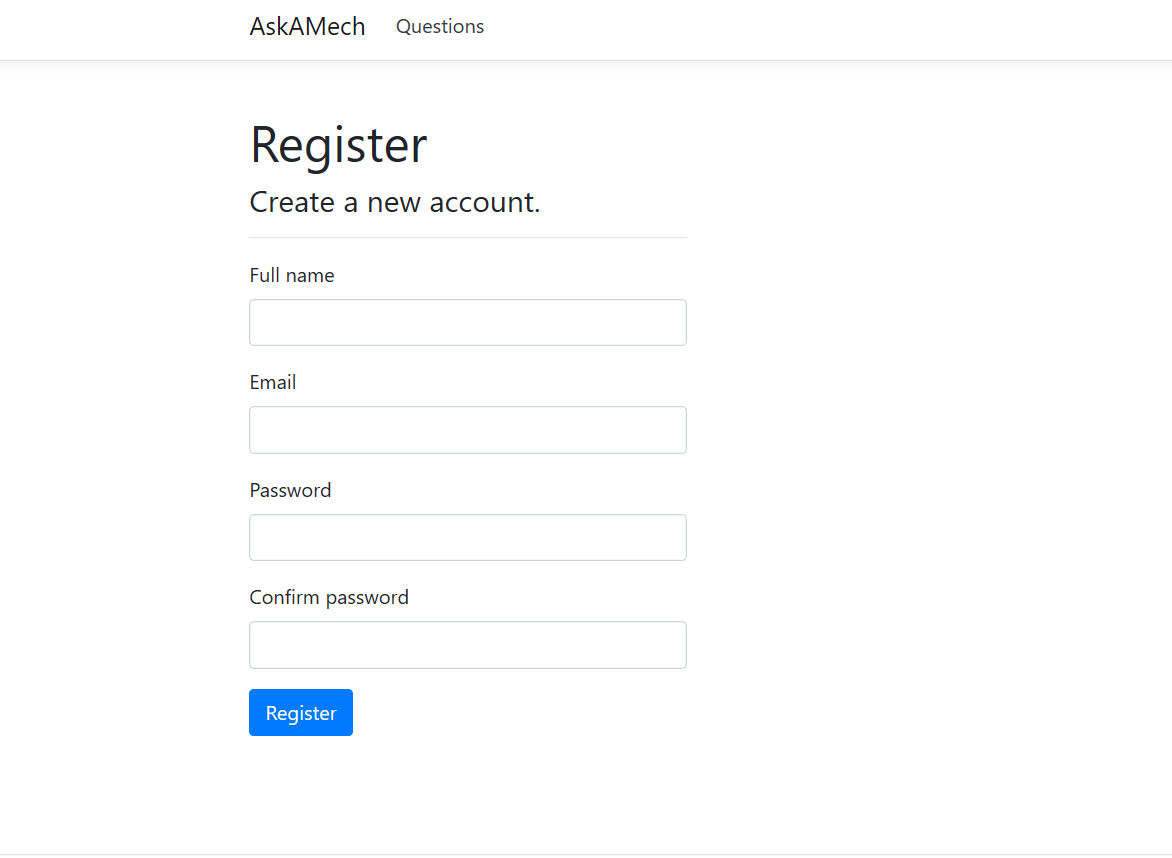 AskAMech Questions
Register
Create a new account.
Full name
Email
Password
Confirm password
Register